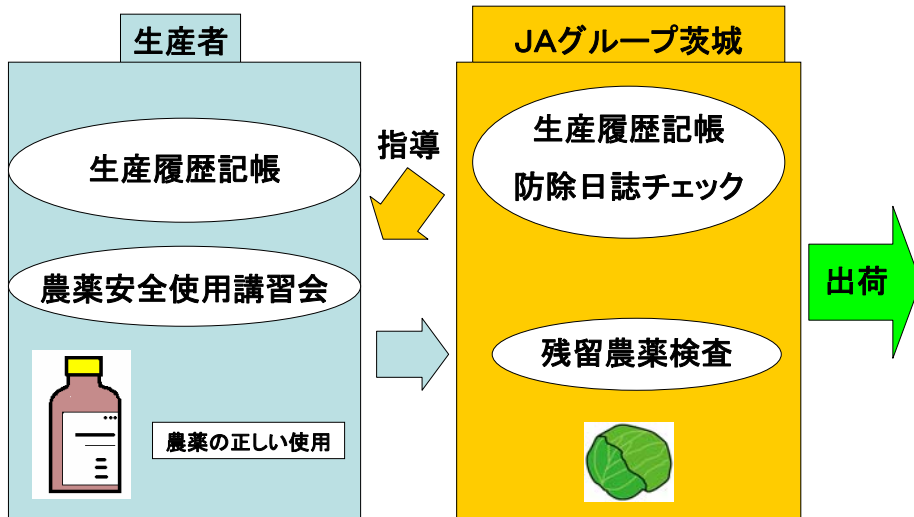 生産者
生産履歴記帳
農薬安全使用講習会
農薬の正しい使用
指導
JAグループ茨城
生産履歴記帳
防除日誌チェック
残留農薬検査
出荷